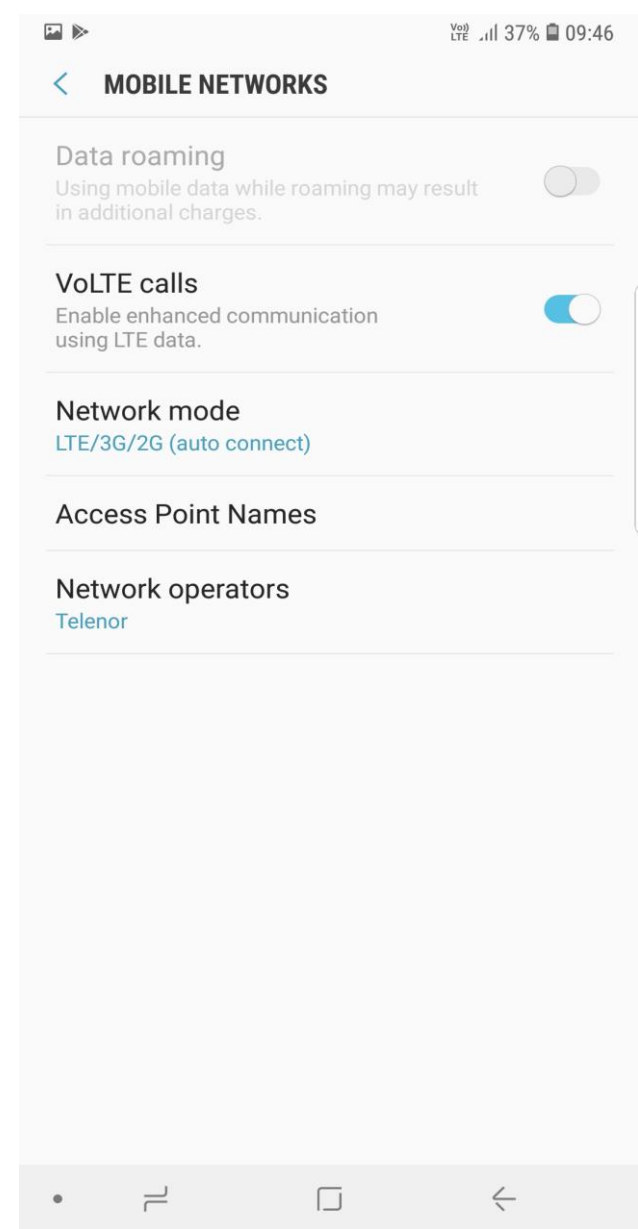 Vo)) LTE 37% 09:46
MOBILE NETWORKS
Data roaming
Using mobile data while roaming may result
in additional charges.
VoLTE calls
Enable enhanced communication
using LTE data.
Network mode
LTE/3G/2G (auto connect)
Access Point Names
Network operators
Telenor